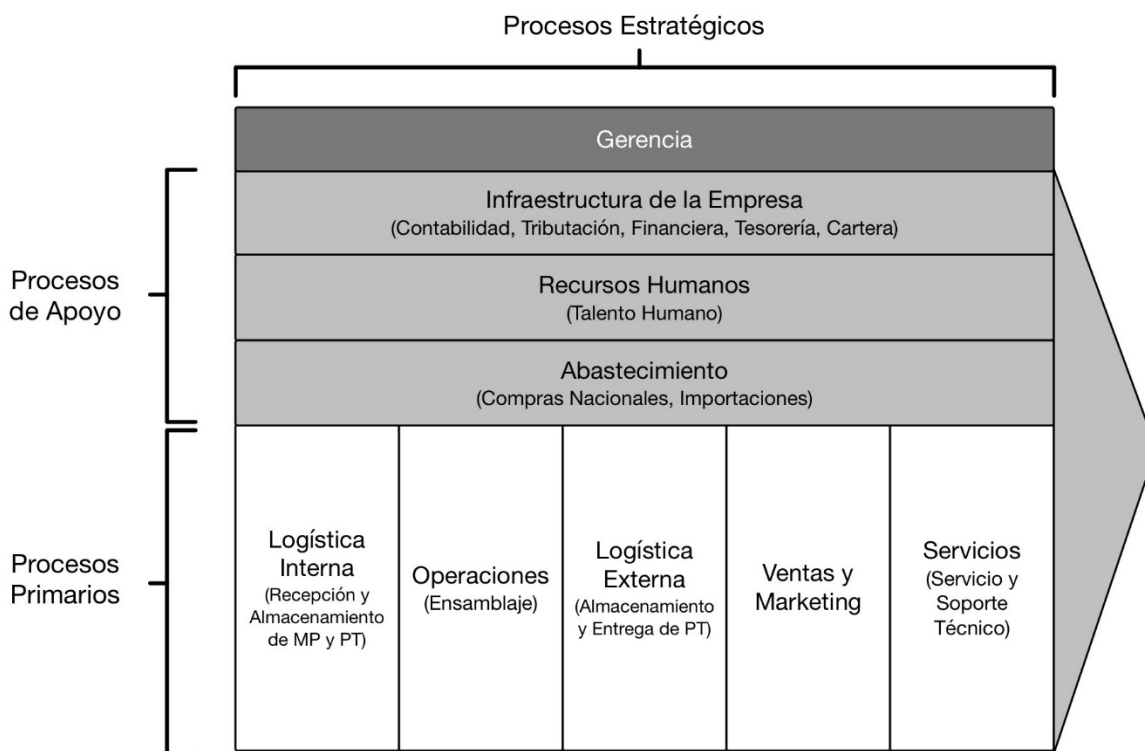 Procesos Estratégicos
Gerencia
Infraestructura de la Empresa
(Contabilidad, Tributación, Financiera, Tesorería, Cartera)
Procesos
de Apoyo
Recursos Humanos
(Talento Humano)
Abastecimiento
(Compras Nacionales, Importaciones)
Procesos
Primarios
Logística
Interna
(Recepción y
Almacenamiento
de MP y PT)
Operaciones
(Ensamblaje)
Logística
Externa
(Almacenamiento
y Entrega de PT)
Ventas y
Marketing
Servicios
(Servicio y
Soporte
Técnico)